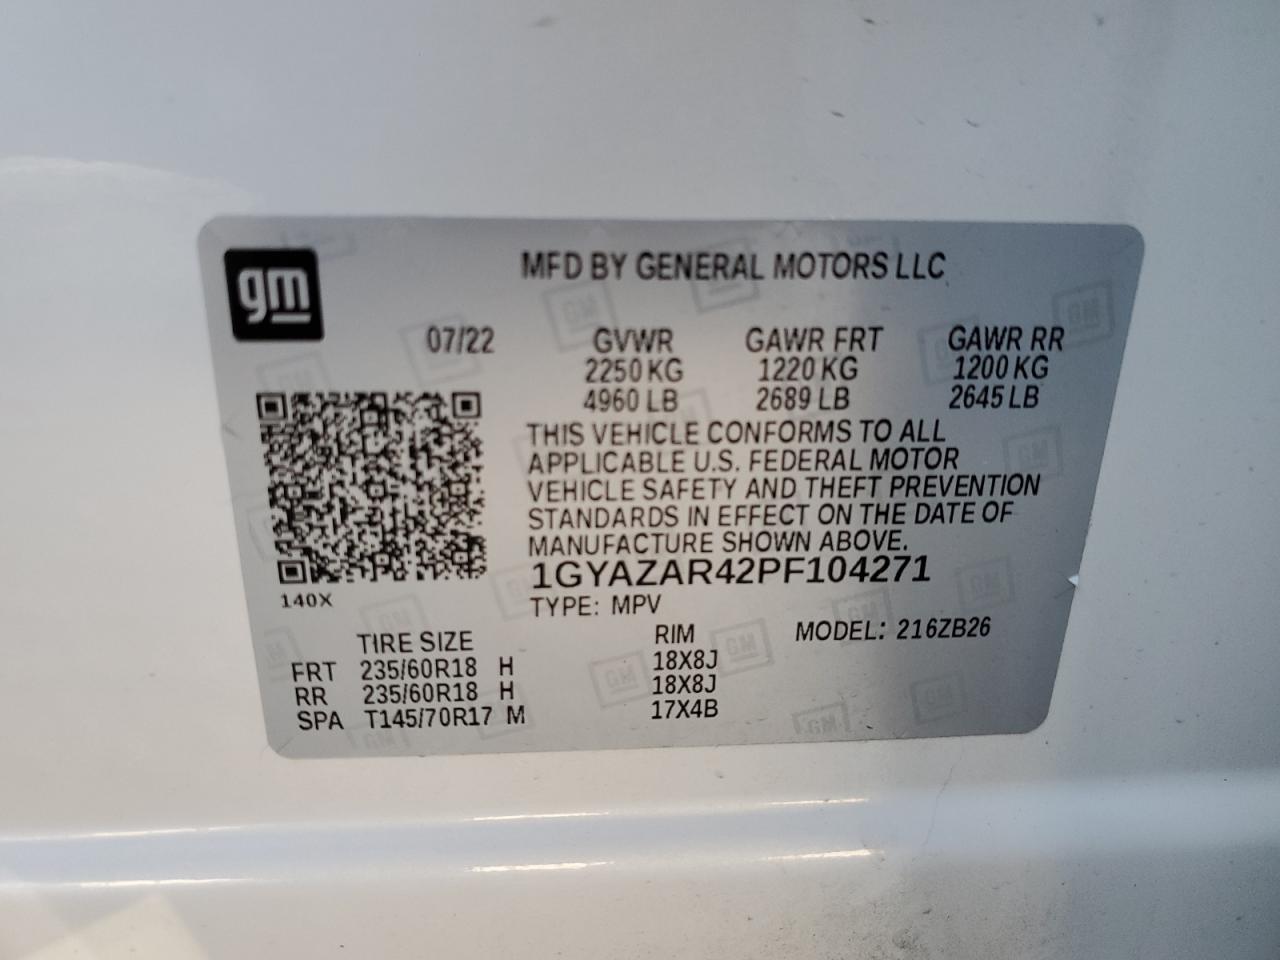 gm
MFD BY GENERAL MOTORS LLC
07/22 GVWR GAWR FRT GAWR RR
2250 KG 1220 KG 1200 KG
4960 LB 2689 LB 2645 LB
THIS VEHICLE CONFORMS TO ALL
APPLICABLE U.S. FEDERAL MOTOR
VEHICLE SAFETY AND THEFT PREVENTION
STANDARDS IN EFFECT ON THE DATE OF
MANUFACTURE SHOWN ABOVE.
1GYAZAR42PF104271
140X
TYPE: MPV
TIRE SIZE RIM MODEL: 216ZB26
FRT 235/60R18 H 18X8J
RR 235/60R18 H 18X8J
SPA T145/70R17 M 17X4B